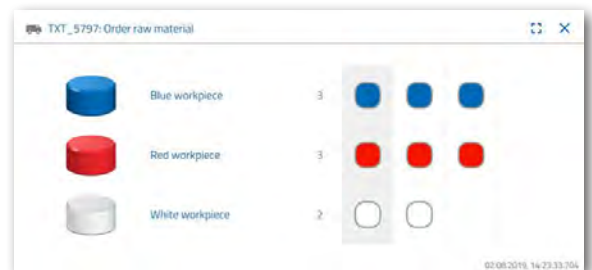 TXT_5797: Order raw material
Blue workpiece 3
Red workpiece 3
White workpiece 2
02.08.2019, 14:23:33.704